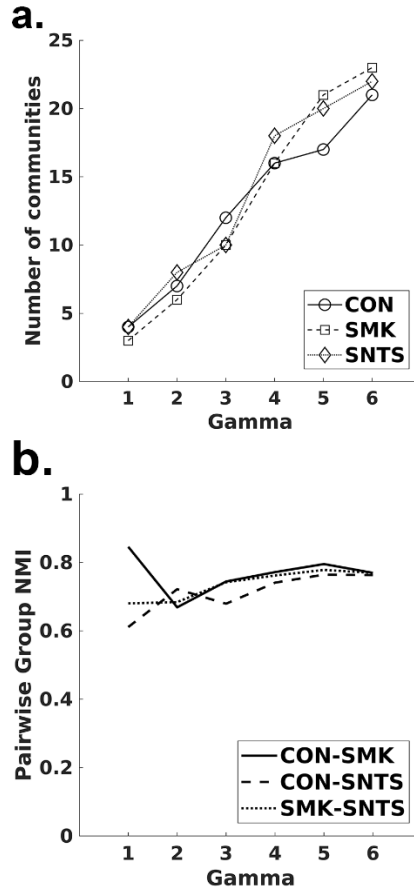 a.
Number of communities
25
20
15
10
5
0
1 2 3 4 5 6
Gamma
CON
SMK
SNTS
b.
Pairwise Group NMI
1
0.8
0.6
0.4
0.2
0
1 2 3 4 5 6
Gamma
CON-SMK
CON-SNTS
SMK-SNTS